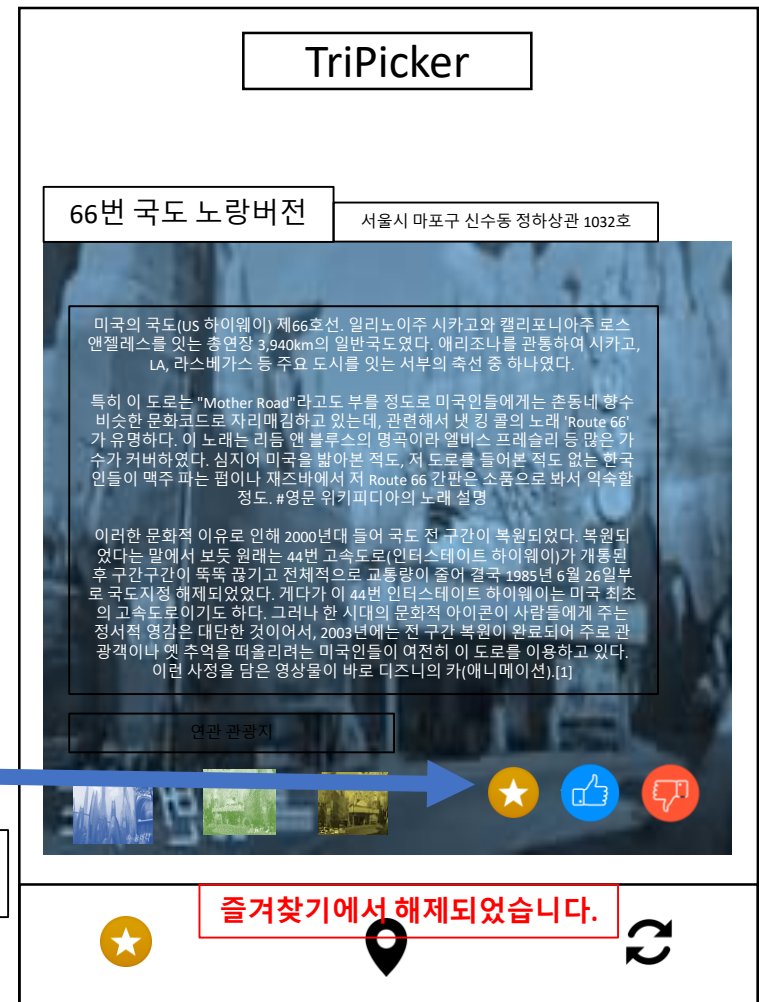 TriPicker
66번 국도 노랑버전
서울시 마포구 신수동 정하상관 1032호
미국의 국도(US 하이웨이) 제66호선. 일리노이주 시카고와 캘리포니아주 로스
앤젤레스를 잇는 총연장 3,940km의 일반국도였다. 애리조나를 관통하여 시카고,
LA, 라스베가스 등 주요 도시를 잇는 서부의 축선 중 하나였다.
특히 이 도로는 "Mother Road"라고도 부를 정도로 미국인들에게는 촌동네 향수
비슷한 문화코드로 자리매김하고 있는데, 관련해서 냇 킹 콜의 노래 'Route 66'
가 유명하다. 이 노래는 리듬 앤 블루스의 명곡이라 엘비스 프레슬리 등 많은 가
수가 커버하였다. 심지어 미국을 밟아본 적도, 저 도로를 들어본 적도 없는 한국
인들이 맥주 파는 펍이나 재즈바에서 저 Route 66 간판은 소품으로 봐서 익숙할
정도. #영문 위키피디아의 노래 설명
이러한 문화적 이유로 인해 2000년대 들어 국도 전 구간이 복원되었다. 복원되
었다는 말에서 보듯 원래는 44번 고속도로(인터스테이트 하이웨이)가 개통된
후 구간구간이 뚝뚝 끊기고 전체적으로 교통량이 줄어 결국 1985년 6월 26일부
로 국도지정 해제되었었다. 게다가 이 44번 인터스테이트 하이웨이는 미국 최초
의 고속도로이기도 하다. 그러나 한 시대의 문화적 아이콘이 사람들에게 주는
정서적 영감은 대단한 것이어서, 2003년에는 전 구간 복원이 완료되어 주로 관
광객이나 옛 추억을 떠올리려는 미국인들이 여전히 이 도로를 이용하고 있다.
이런 사정을 담은 영상물이 바로 디즈니의 카(애니메이션).[1]
연관 관광지
즐겨찾기에서 해제되었습니다.